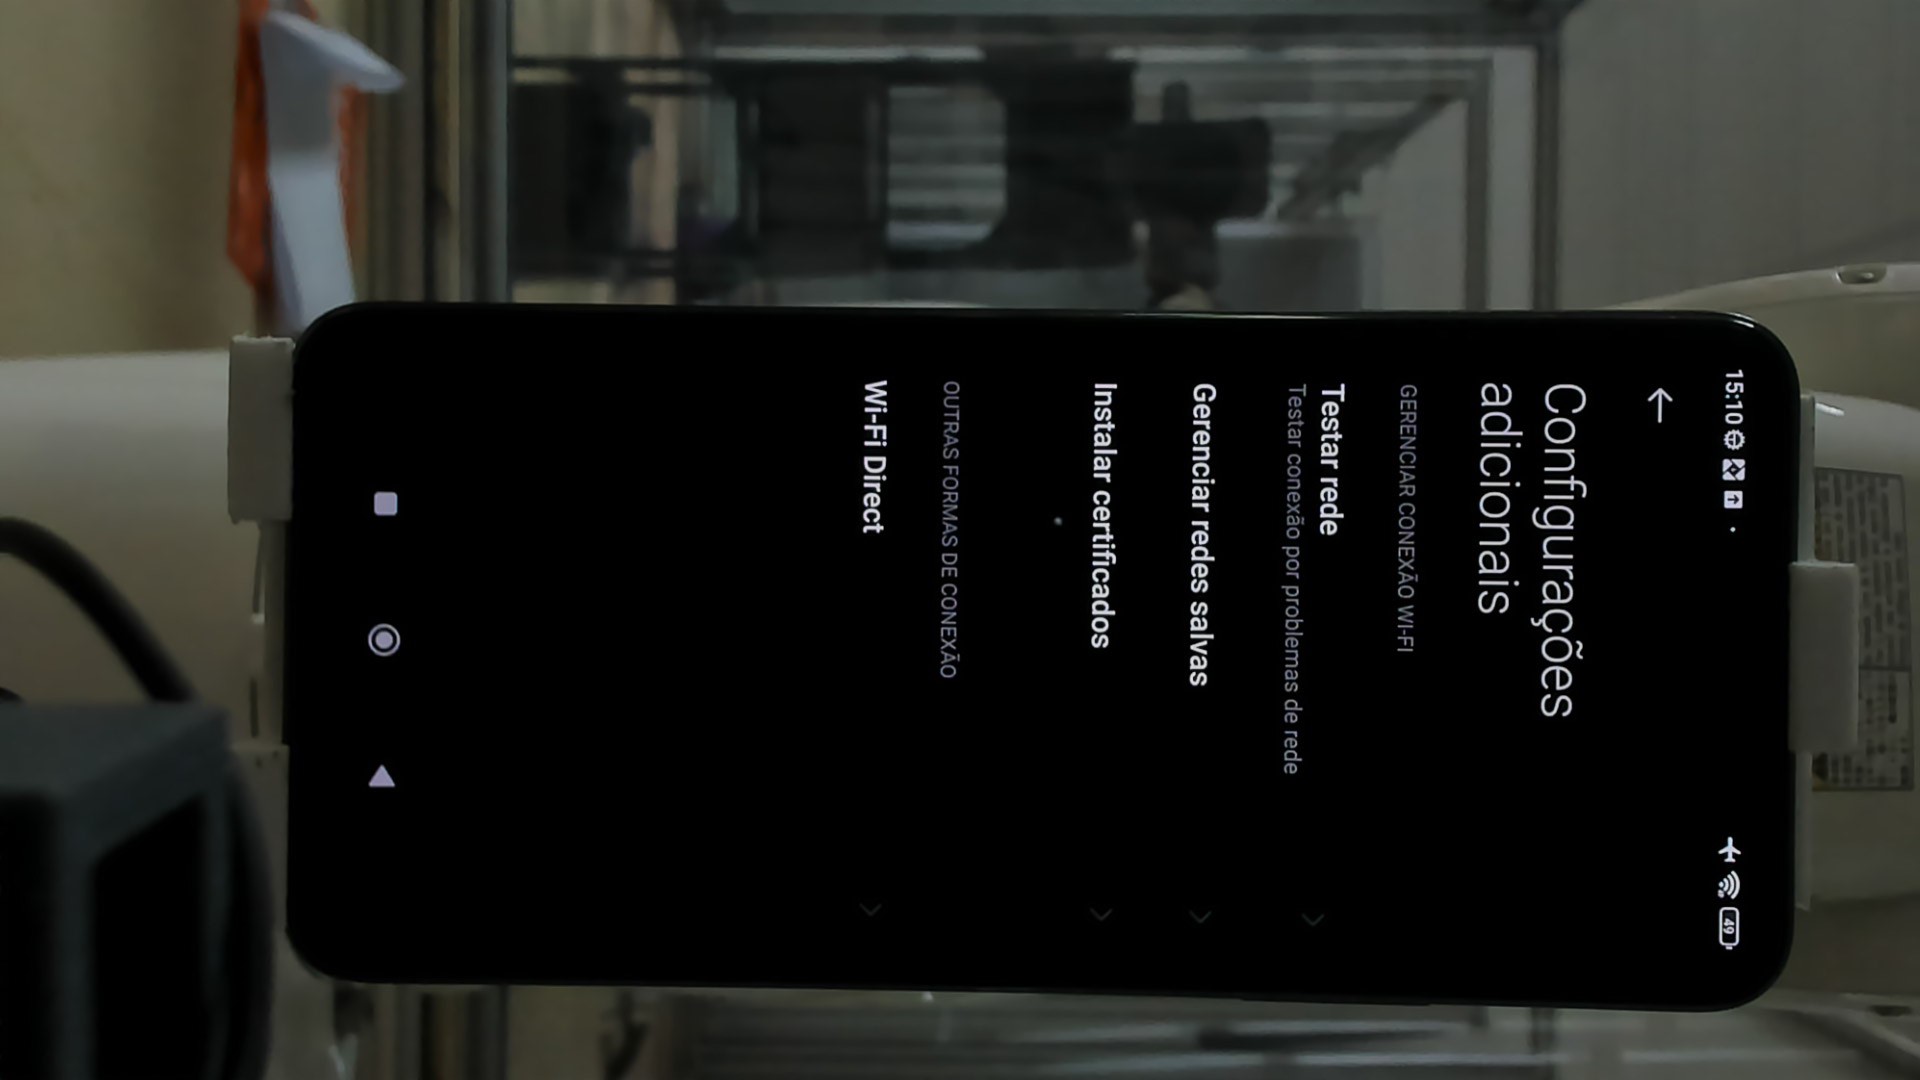 15:10
49
Configurações
adicionais
GERENCIAR CONEXÃO WI-FI
Testar rede
Testar conexão por problemas de rede
Gerenciar redes salvas
Instalar certificados
OUTRAS FORMAS DE CONEXÃO
Wi-Fi Direct